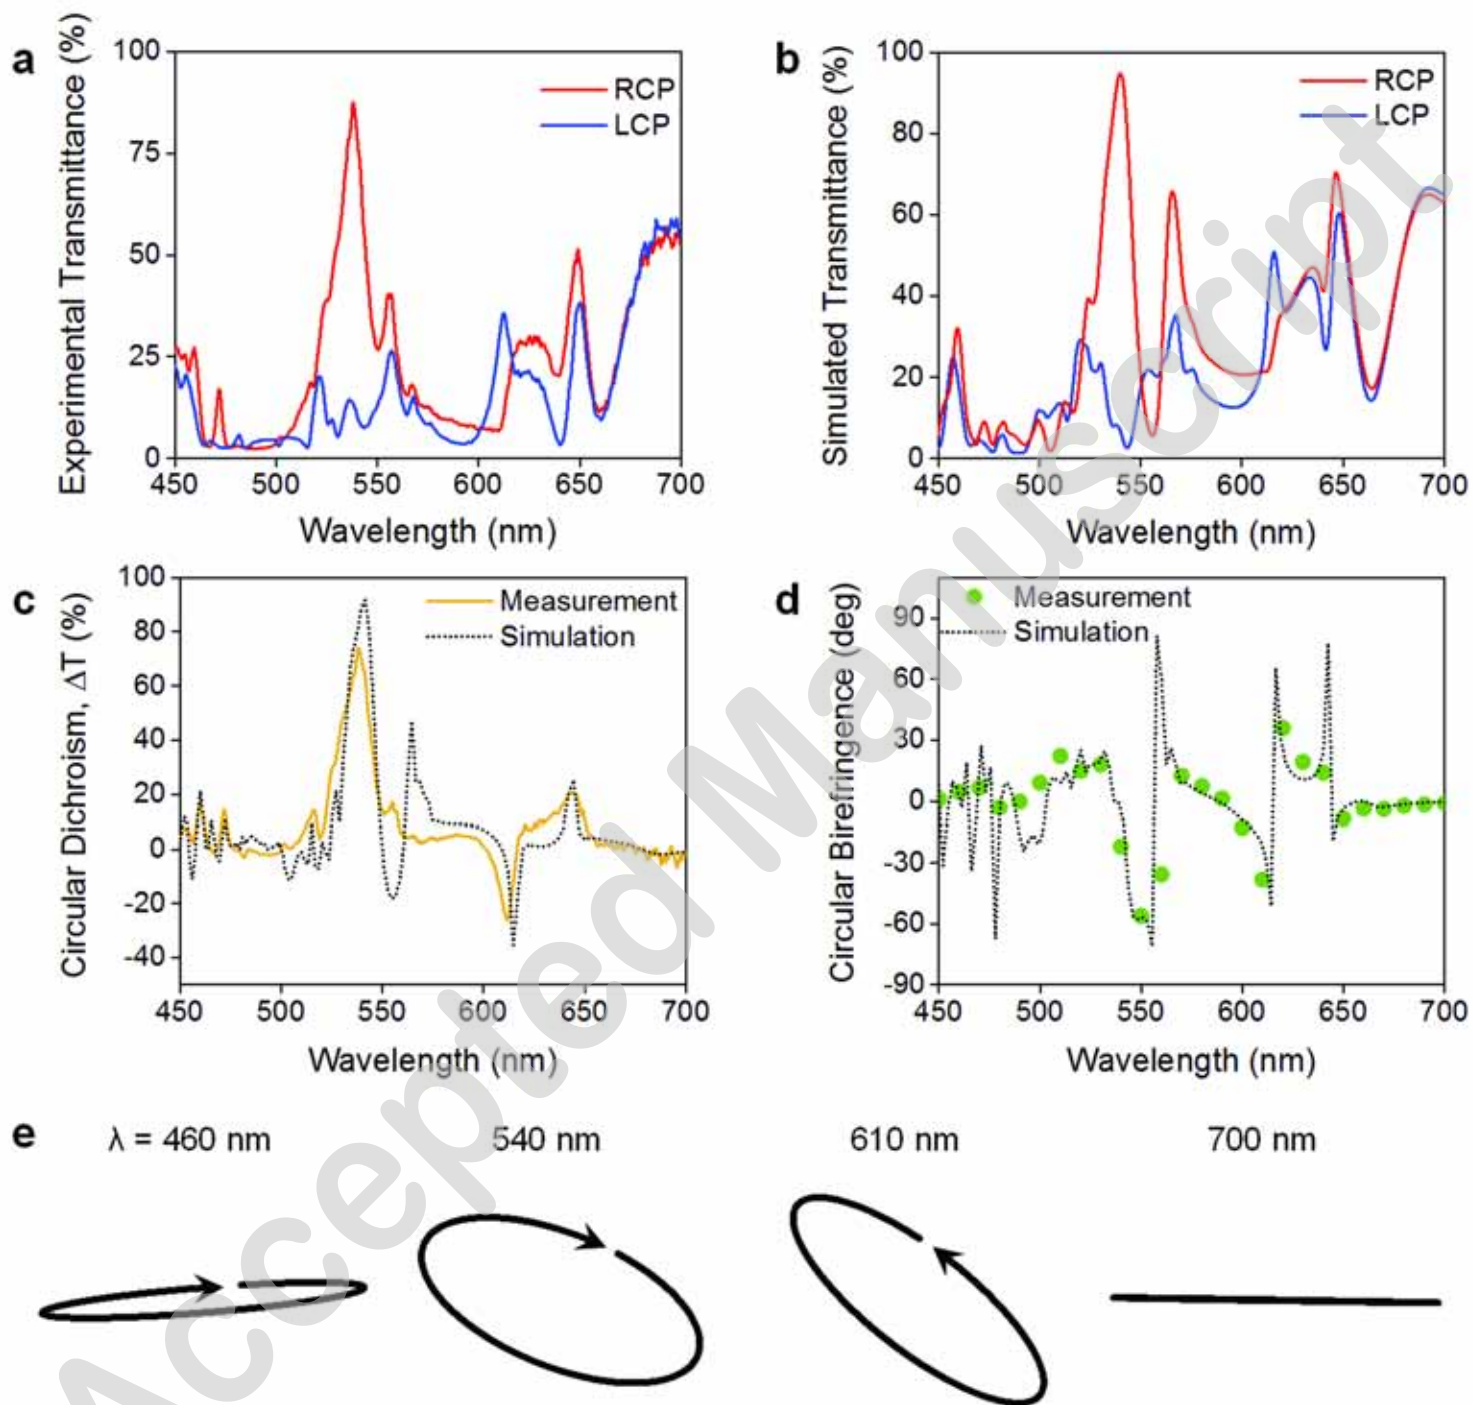 a
Experimental Transmittance (%)
100
75
50
25
0
RCP
LCP
450 500 550 600 650 700
Wavelength (nm)
b
Simulated Transmittance (%)
100
80
60
40
20
0
RCP
LCP
450 500 550 600 650 700
Wavelength (nm)
c
Circular Dichroism, ΔT (%)
100
80
60
40
20
0
-20
-40
Measurement
Simulation
450 500 550 600 650 700
Wavelength (nm)
d
Circular Birefringence (deg)
90
60
30
0
-30
-60
-90
Measurement
Simulation
450 500 550 600 650 700
Wavelength (nm)
e
λ = 460 nm 540 nm 610 nm 700 nm
Accepted Manuscript